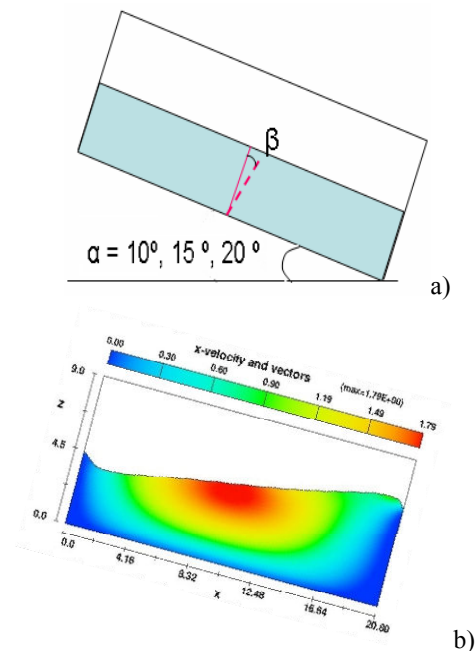 β
α = 10º, 15 º, 20 º
a)
x-velocity and vectors
(max=1.79E+00)
0.00 0.30 0.60 0.90 1.19 1.49 1.79
9.0
z
4.5
0.0
0.0 4.16 8.32 12.48 16.64 20.80
x
b)